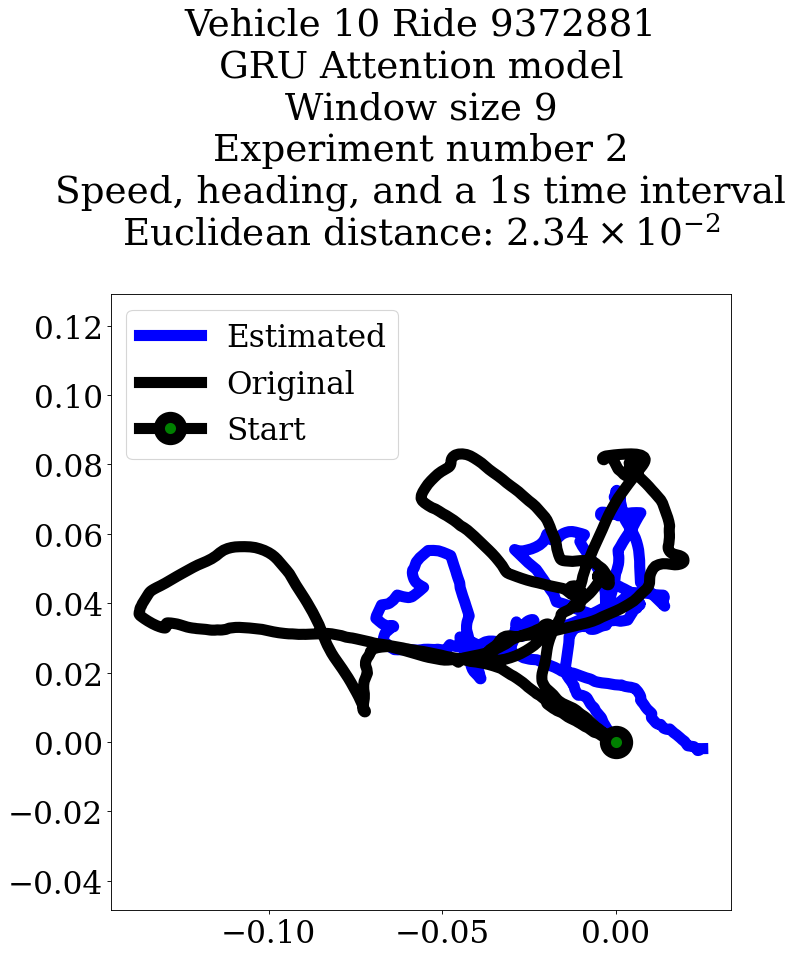 Vehicle 10 Ride 9372881
GRU Attention model
Window size 9
Experiment number 2
Speed, heading, and a 1s time interval
Euclidean distance: 2.34 × 10⁻²
Estimated
Original
Start
0.12
0.10
0.08
0.06
0.04
0.02
0.00
−0.02
−0.04
−0.10
−0.05
0.00